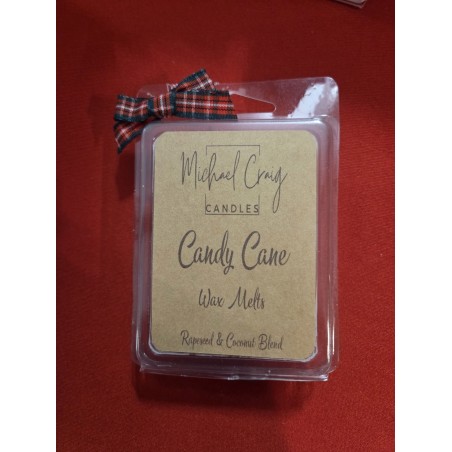 Michael Craig
CANDLES
Candy Cane
Wax Melts
Rapeseed & Coconut Blend